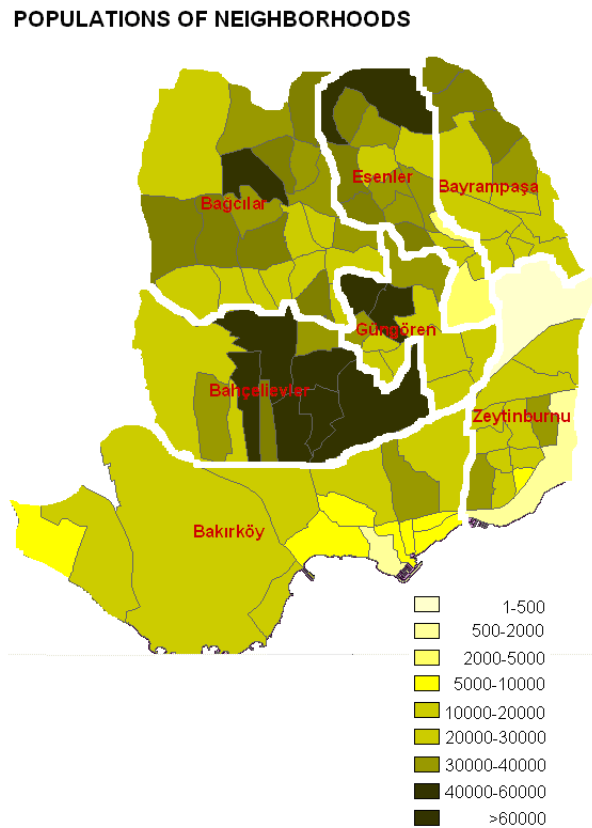 POPULATIONS OF NEIGHBORHOODS
Esenler
Bayrampaşa
Bağcılar
Güngören
Bahçelievler
Zeytinburnu
Bakırköy
1-500
500-2000
2000-5000
5000-10000
10000-20000
20000-30000
30000-40000
40000-60000
>60000